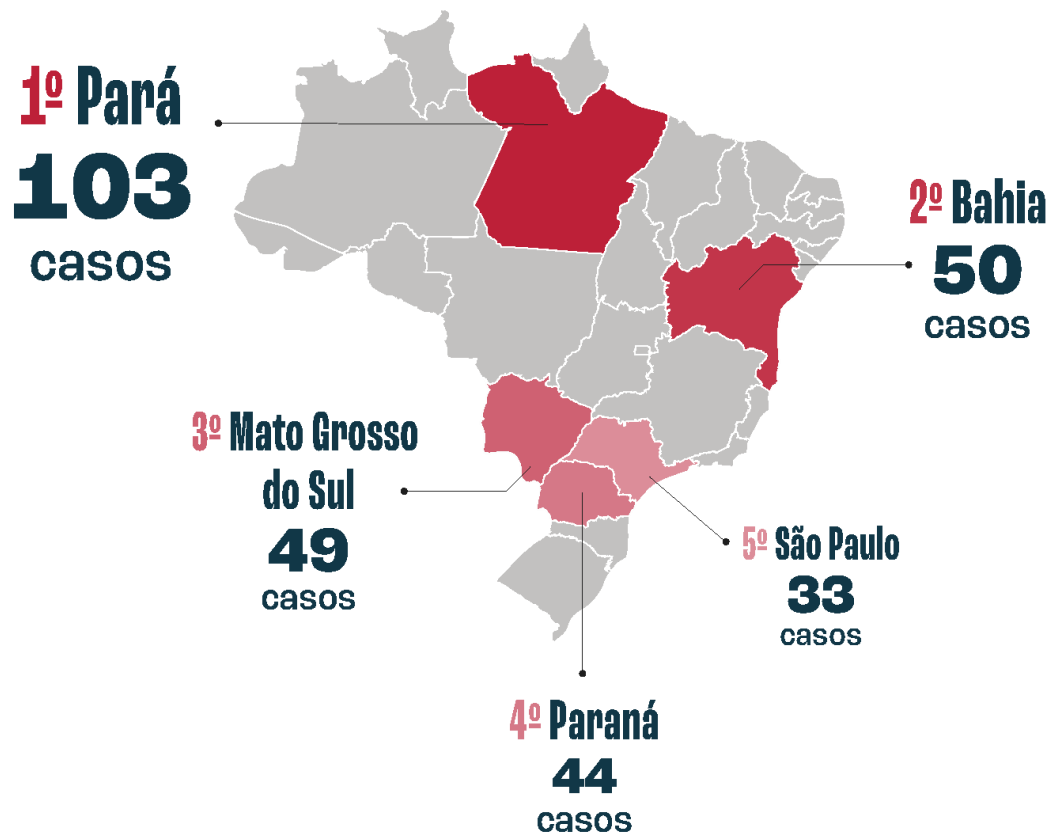 1º Pará
103
casos
2º Bahia
50
casos
3º Mato Grosso
do Sul
49
casos
4º Paraná
44
casos
5º São Paulo
33
casos